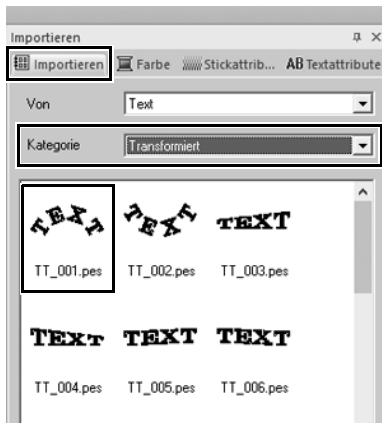 Importieren
Importieren Farbe Stickattrib... AB Textattribute
Von Text
Kategorie Transformiert
TEXT TEXT TEXT
TT_001.pes TT_002.pes TT_003.pes
TEXT TEXT TEXT
TT_004.pes TT_005.pes TT_006.pes